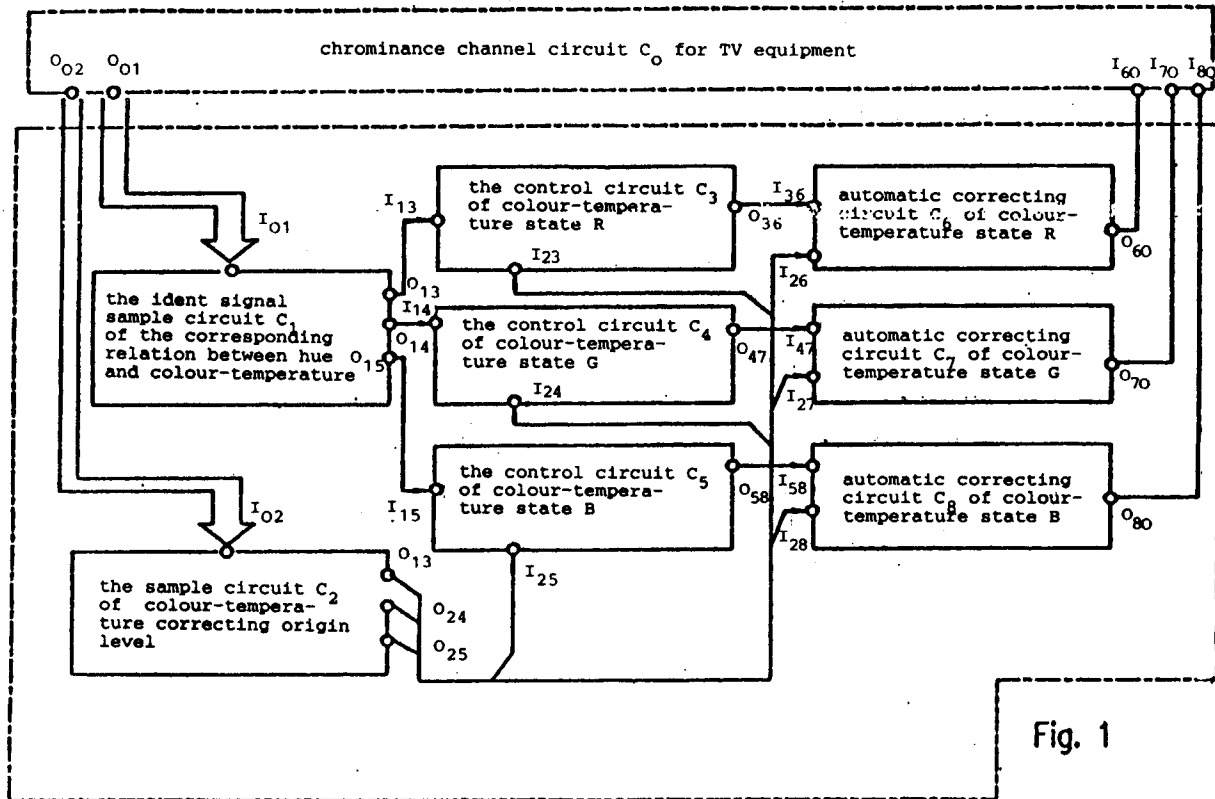 chrominance channel circuit C₀ for TV equipment
O₀₂ O₀₁
I₆₀ I₇₀ I₈₀
I₀₁
the ident signal
sample circuit C₁
of the corresponding
relation between hue
and colour-temperature
O₁₃
O₁₄
O₁₅
I₁₃
the control circuit C₃
of colour-tempera-
ture state R
I₂₃
O₃₆
I₃₆
automatic correcting
circuit C₆ of colour-
temperature state R
I₂₆
O₆₀
I₁₄
the control circuit C₄
of colour-tempera-
ture state G
I₂₄
O₄₇
I₄₇
automatic correcting
circuit C₇ of colour-
temperature state G
I₂₇
O₇₀
I₁₅
the control circuit C₅
of colour-tempera-
ture state B
I₂₅
O₅₈
I₅₈
automatic correcting
circuit C₈ of colour-
temperature state B
I₂₈
O₈₀
I₀₂
the sample circuit C₂
of colour-tempera-
ture correcting origin
level
O₁₃
O₂₄
O₂₅
Fig. 1